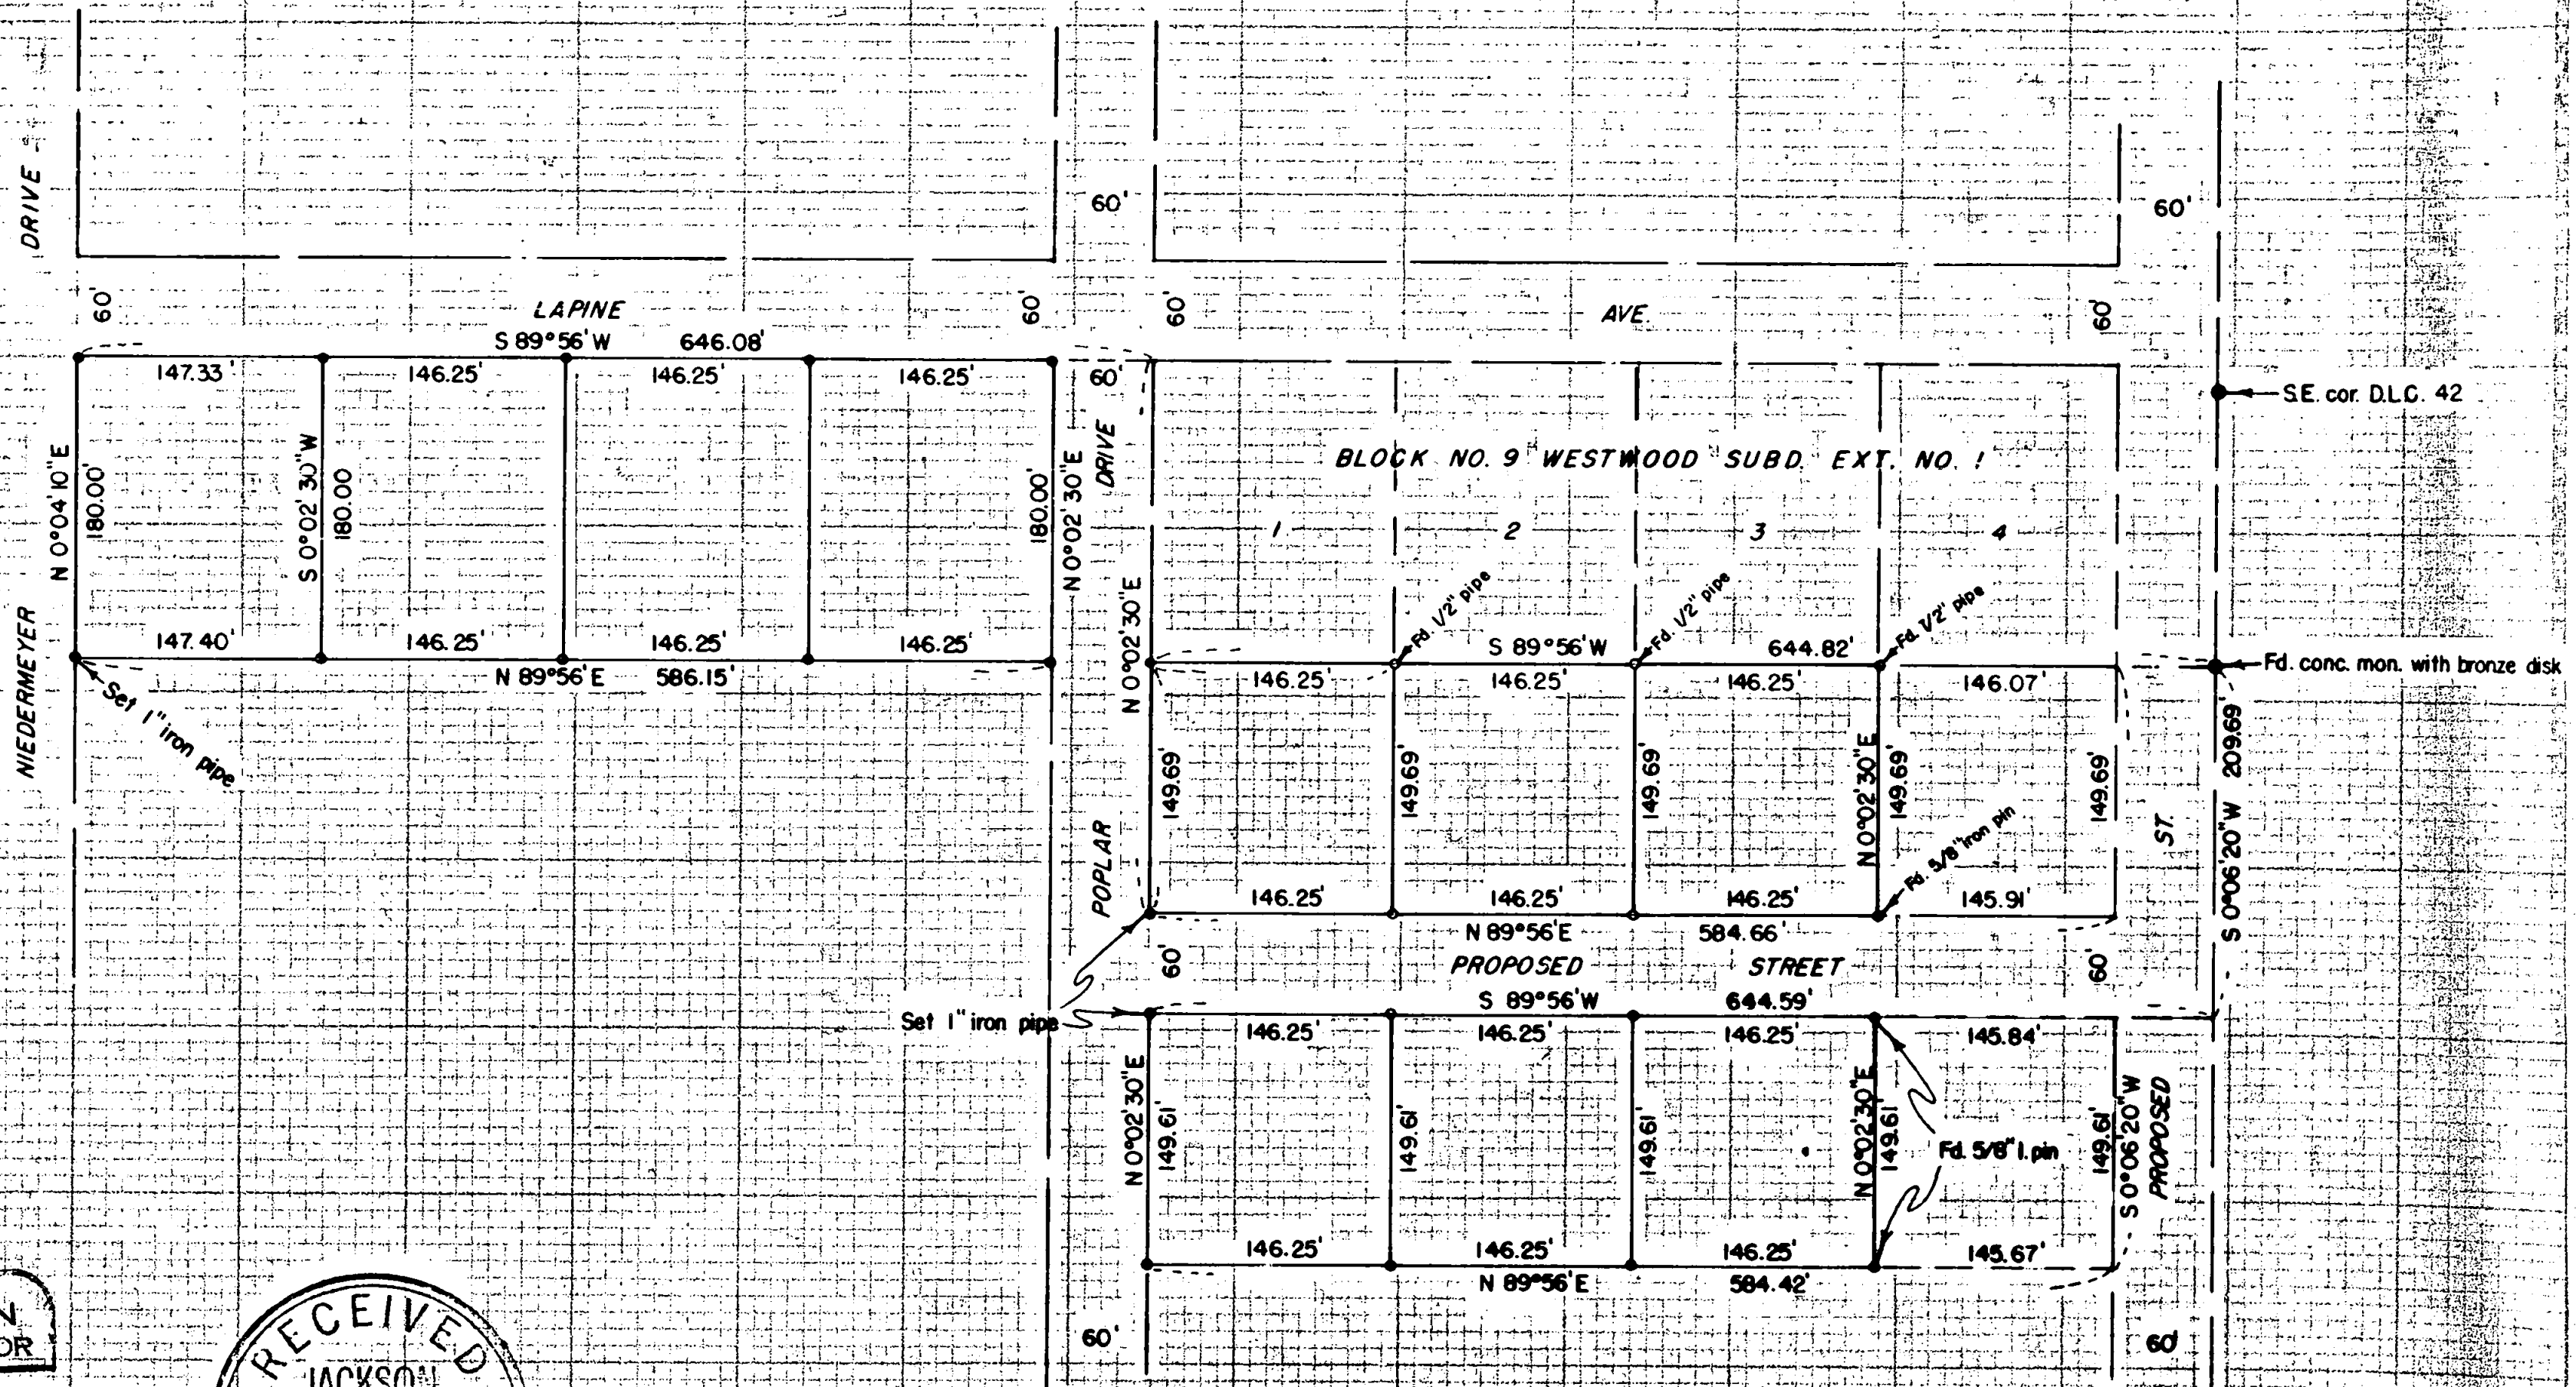 DRIVE
60'
60'
60'
LAPINE
60'
60'
AVE.
60'
S 89°56'W 646.08'
147.33'
146.25'
146.25'
146.25'
60'
S.E. cor. D.L.C. 42
N 0°04'10"E
180.00'
S 0°02'30"W
180.00
180.00'
N 0°02'30"E
DRIVE
BLOCK NO. 9 WESTWOOD SUBD. EXT. NO. 1
1
2
3
4
Fd. 1/2" pipe
Fd. 1/2" pipe
Fd. 1/2" pipe
147.40'
146.25'
146.25'
146.25'
N 89°56'E 586.15'
Set 1" iron pipe
NIEDERMEYER
N 0°02'30"E
S 89°56'W 644.82'
146.25'
146.25'
146.25'
146.07'
Fd. conc. mon. with bronze disk
149.69'
149.69'
149.69'
N 0°02'30"E
149.69'
149.69'
ST.
S 0°06'20"W 209.69'
Fd. 5/8" iron pin
POPLAR
146.25'
146.25'
146.25'
145.91'
N 89°56'E 584.66'
60'
PROPOSED STREET
60'
S 89°56'W 644.59'
Set 1" iron pipe
146.25'
146.25'
146.25'
145.84'
N 0°02'30"E
149.61'
149.61'
149.61'
N 0°02'30"E
149.61'
Fd. 5/8" I. pin
149.61'
S 0°06'20"W
PROPOSED
146.25'
146.25'
146.25'
145.67'
N 89°56'E 584.42'
60'
60'
RECEIVED
JACKSON
OR